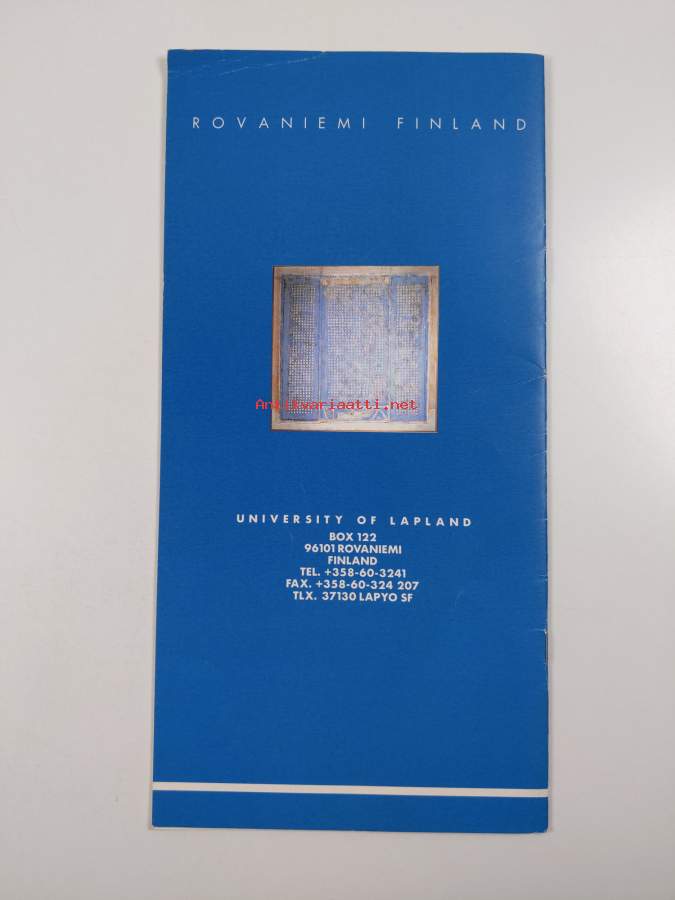 ROVANIEMI FINLAND
Antikvariaatti.net
UNIVERSITY OF LAPLAND
BOX 122
96101 ROVANIEMI
FINLAND
TEL. +358-60-3241
FAX. +358-60-324 207
TLX. 37130 LAPYO SF